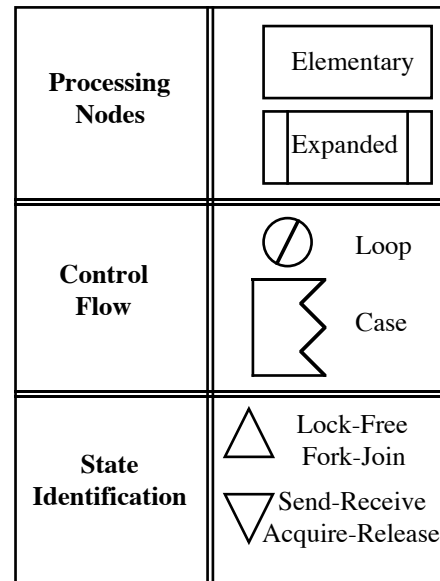 Processing
Nodes
Elementary
Expanded
Control
Flow
Loop
Case
State
Identification
Lock-Free
Fork-Join
Send-Receive
Acquire-Release